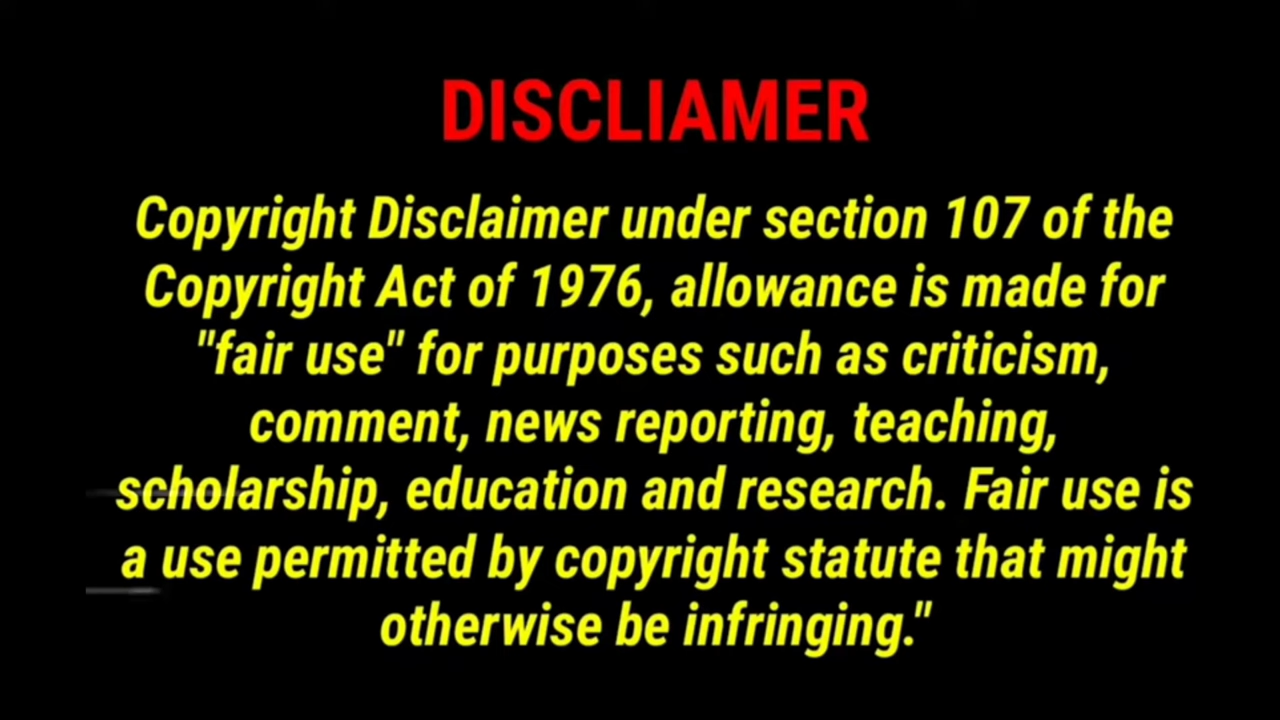 DISCLIAMER
Copyright Disclaimer under section 107 of the
Copyright Act of 1976, allowance is made for
"fair use" for purposes such as criticism,
comment, news reporting, teaching,
scholarship, education and research. Fair use is
a use permitted by copyright statute that might
otherwise be infringing."